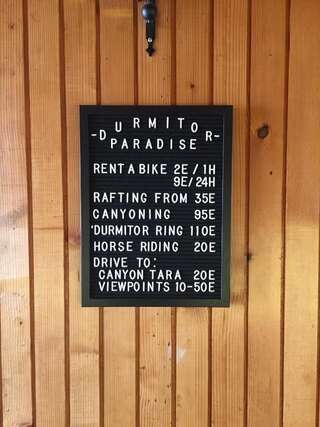 -DURMITOR-
PARADISE
RENT A BIKE 2E / 1H
9E/24H
RAFTING FROM 35E
CANYONING 95E
'DURMITOR RING 110E
HORSE RIDING 20E
DRIVE TO:
CANYON TARA 20E
VIEWPOINTS 10-50E